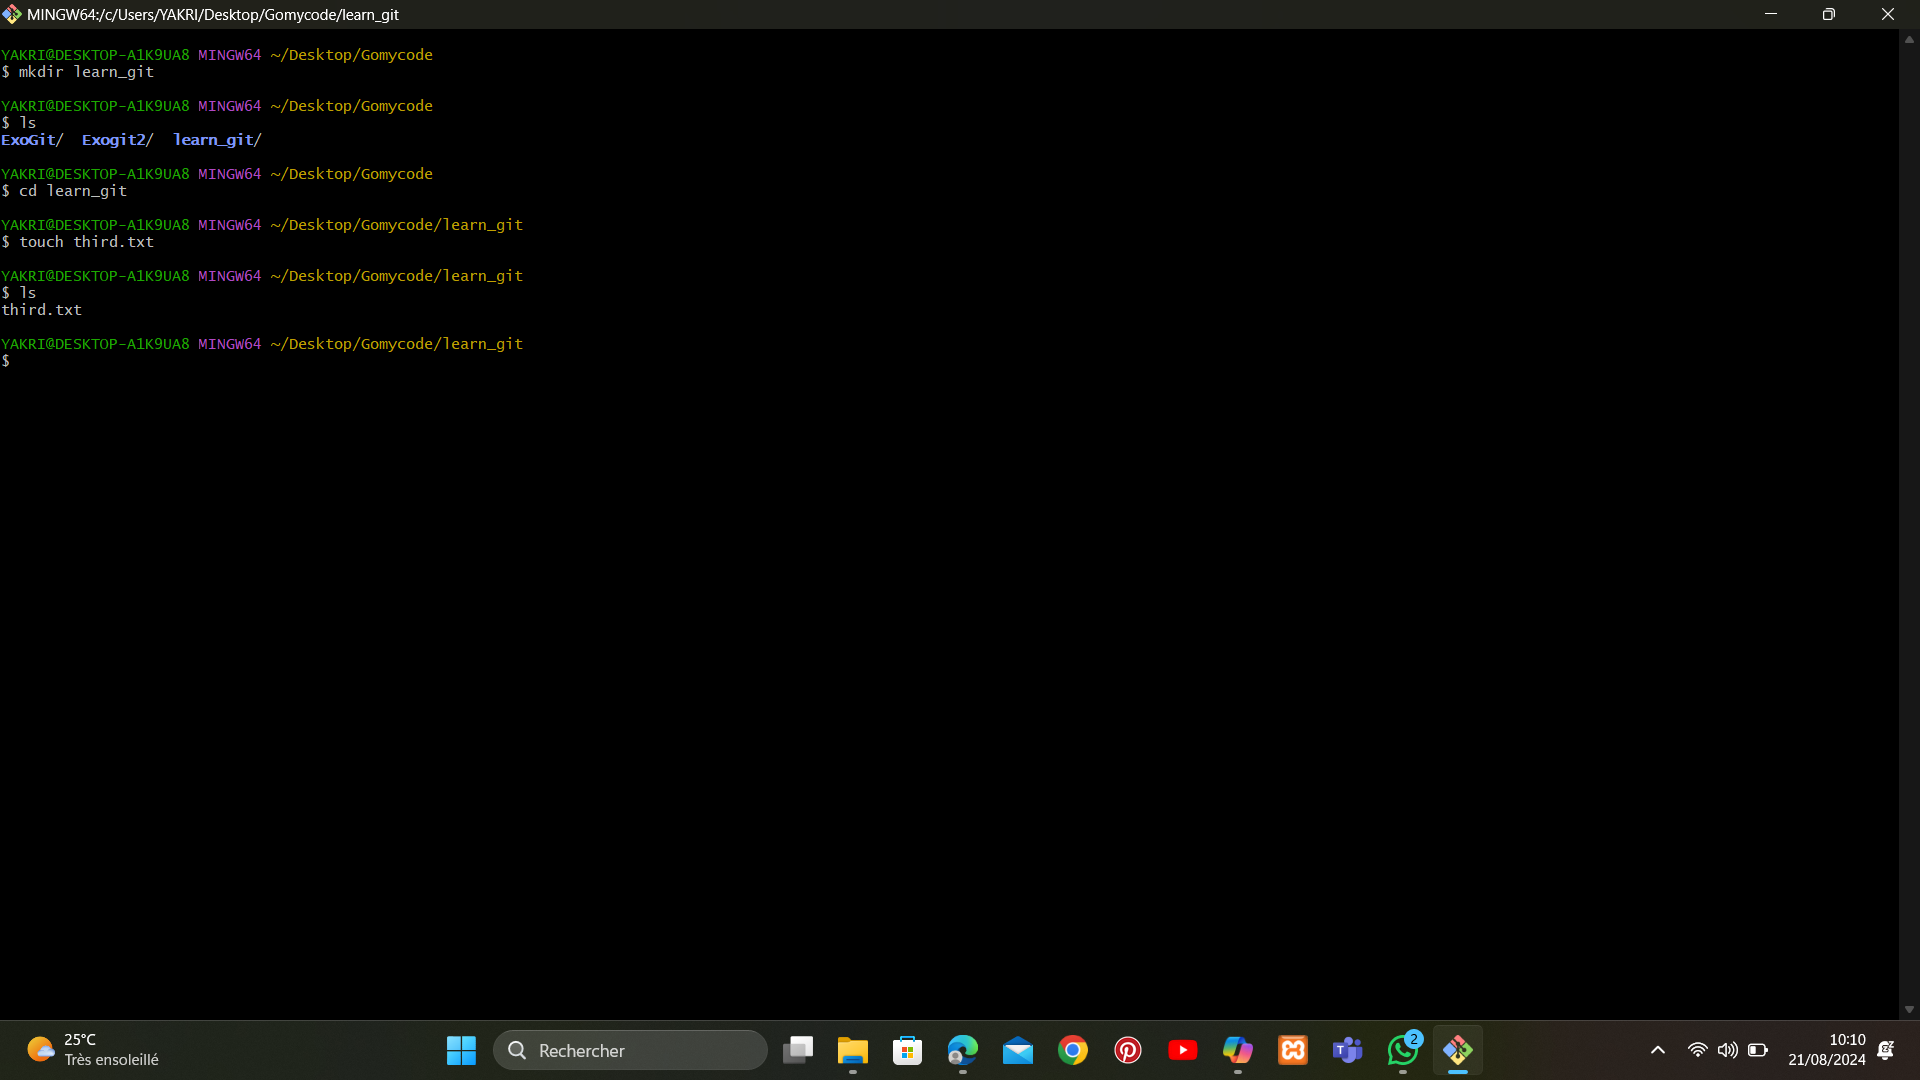 MINGW64:/c/Users/YAKRI/Desktop/Gomycode/learn_git
YAKRI@DESKTOP-A1K9UA8 MINGW64 ~/Desktop/Gomycode
$ mkdir learn_git
YAKRI@DESKTOP-A1K9UA8 MINGW64 ~/Desktop/Gomycode
$ ls
ExoGit/  Exogit2/  learn_git/
YAKRI@DESKTOP-A1K9UA8 MINGW64 ~/Desktop/Gomycode
$ cd learn_git
YAKRI@DESKTOP-A1K9UA8 MINGW64 ~/Desktop/Gomycode/learn_git
$ touch third.txt
YAKRI@DESKTOP-A1K9UA8 MINGW64 ~/Desktop/Gomycode/learn_git
$ ls
third.txt
YAKRI@DESKTOP-A1K9UA8 MINGW64 ~/Desktop/Gomycode/learn_git
$
25°C
Très ensoleillé
Rechercher
2
10:10
21/08/2024